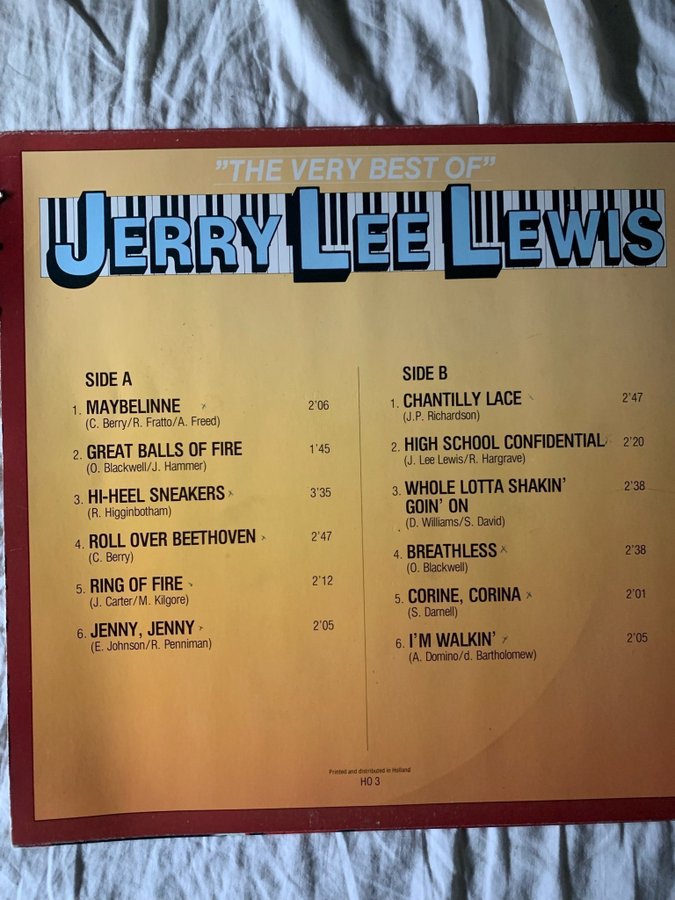 "THE VERY BEST OF"
JERRY LEE LEWIS
SIDE A
1. MAYBELINNE 2'06
(C. Berry/R. Fratto/A. Freed)
2. GREAT BALLS OF FIRE 1'45
(O. Blackwell/J. Hammer)
3. HI-HEEL SNEAKERS 3'35
(R. Higginbotham)
4. ROLL OVER BEETHOVEN 2'47
(C. Berry)
5. RING OF FIRE 2'12
(J. Carter/M. Kilgore)
6. JENNY, JENNY 2'05
(E. Johnson/R. Penniman)
SIDE B
1. CHANTILLY LACE 2'47
(J.P. Richardson)
2. HIGH SCHOOL CONFIDENTIAL 2'20
(J. Lee Lewis/R. Hargrave)
3. WHOLE LOTTA SHAKIN' 2'38
GOIN' ON
(D. Williams/S. David)
4. BREATHLESS 2'38
(O. Blackwell)
5. CORINE, CORINA 2'01
(S. Darnell)
6. I'M WALKIN' 2'05
(A. Domino/d. Bartholomew)
Printed and distributed in Holland
HO 3